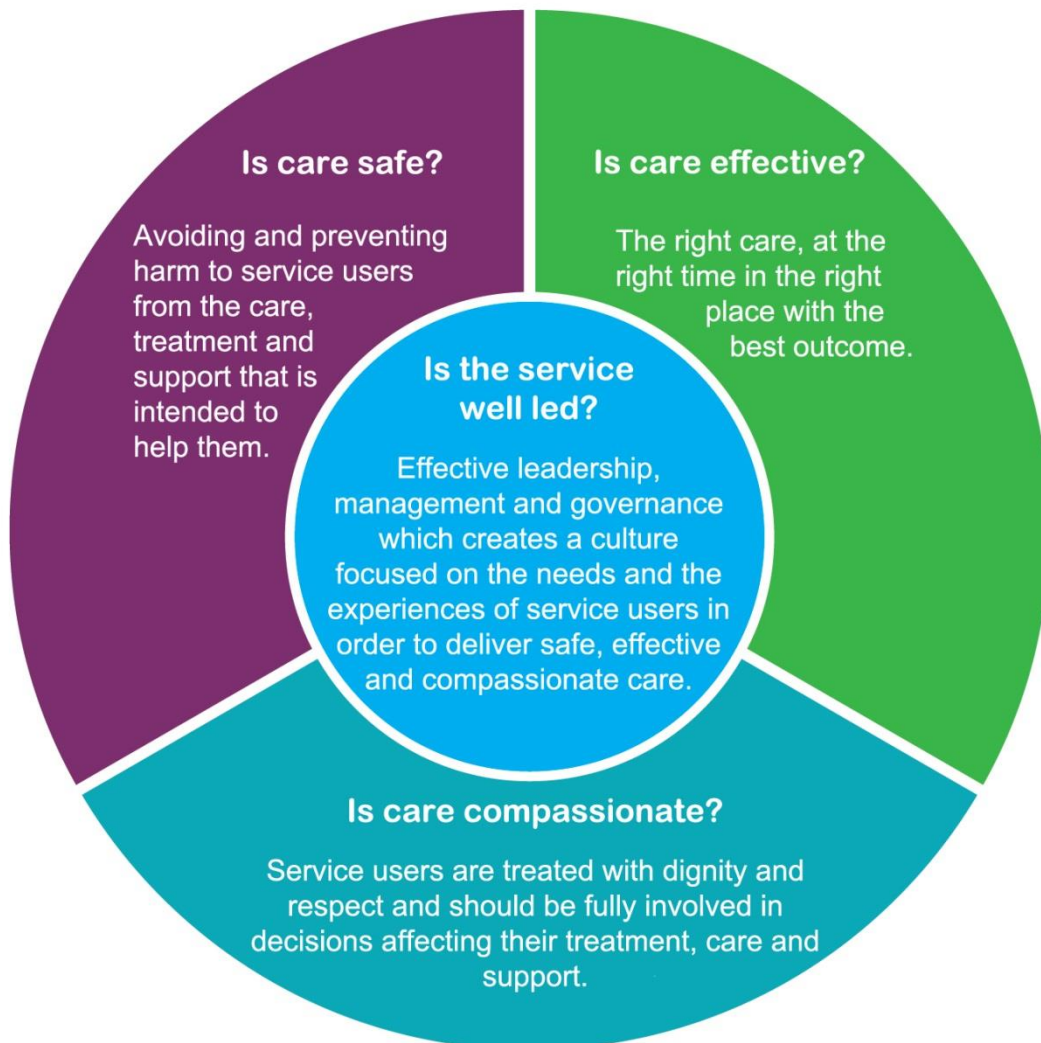 Is care safe?
Avoiding and preventing
harm to service users
from the care,
treatment and
support that is
intended to
help them.
Is care effective?
The right care, at the
right time in the right
place with the
best outcome.
Is the service
well led?
Effective leadership,
management and governance
which creates a culture
focused on the needs and the
experiences of service users in
order to deliver safe, effective
and compassionate care.
Is care compassionate?
Service users are treated with dignity and
respect and should be fully involved in
decisions affecting their treatment, care and
support.